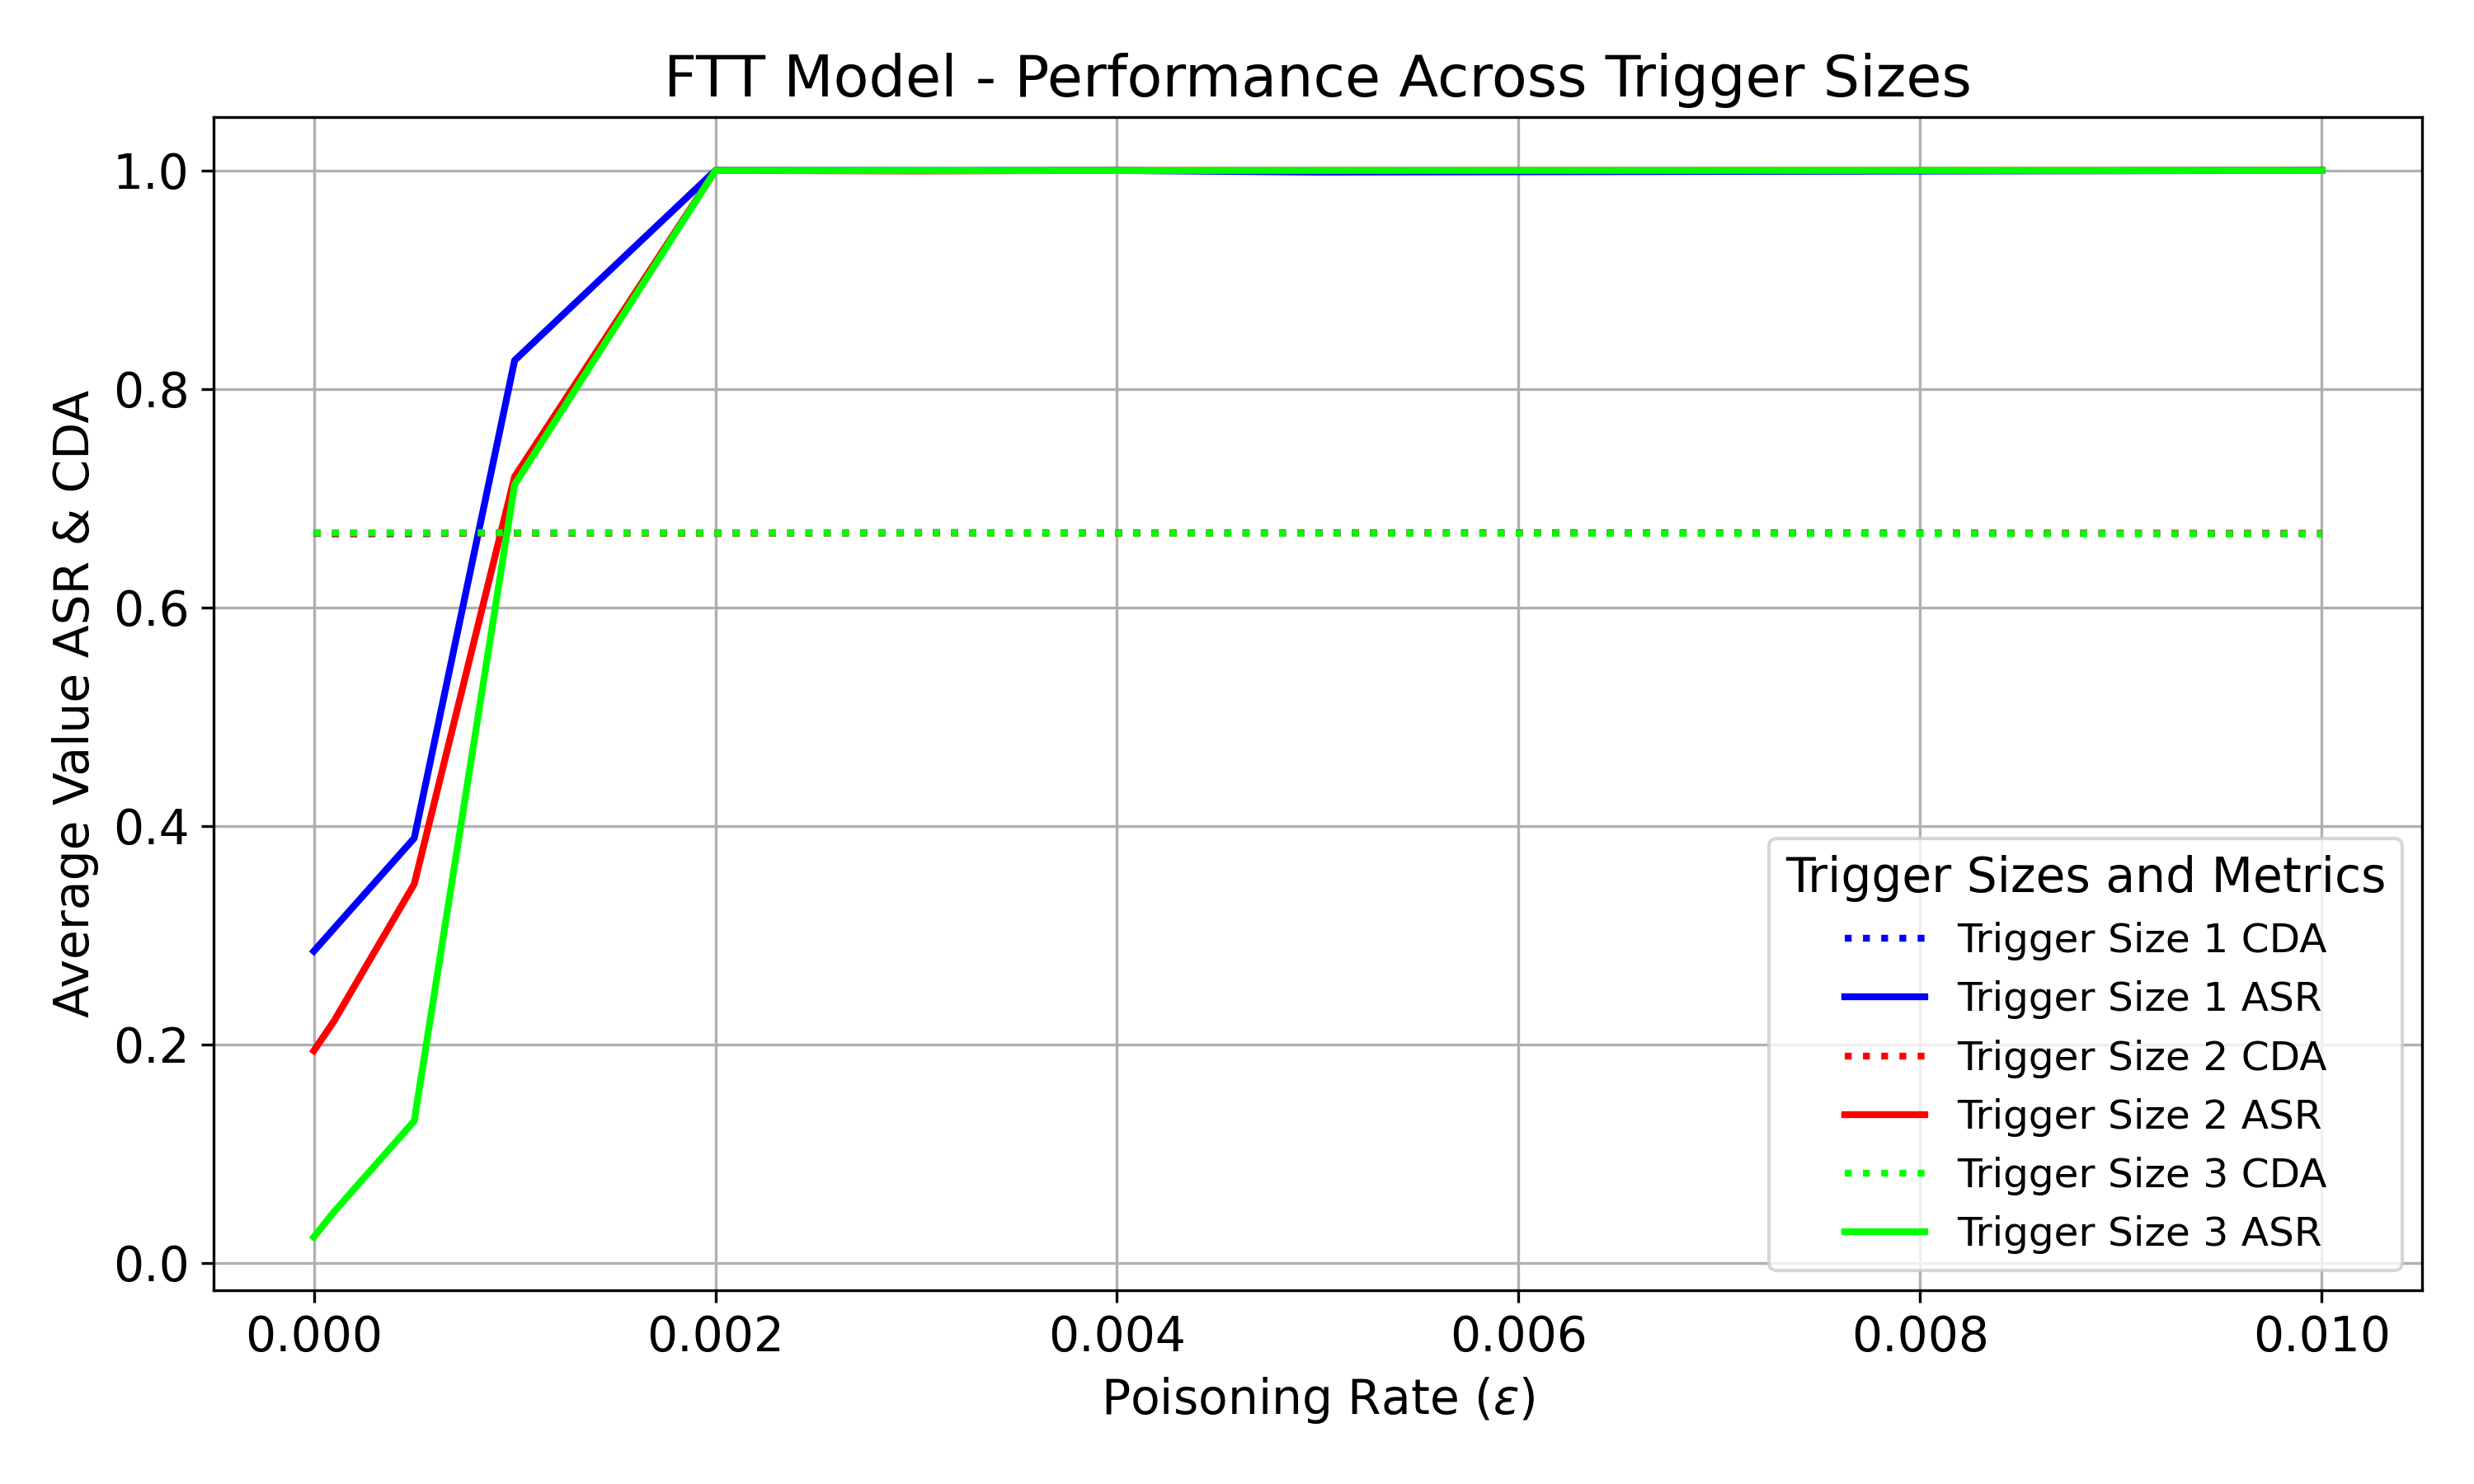 FTT Model - Performance Across Trigger Sizes
Average Value ASR & CDA
1.0
0.8
0.6
0.4
0.2
0.0
0.000
0.002
0.004
0.006
0.008
0.010
Poisoning Rate (ε)
Trigger Sizes and Metrics
Trigger Size 1 CDA
Trigger Size 1 ASR
Trigger Size 2 CDA
Trigger Size 2 ASR
Trigger Size 3 CDA
Trigger Size 3 ASR